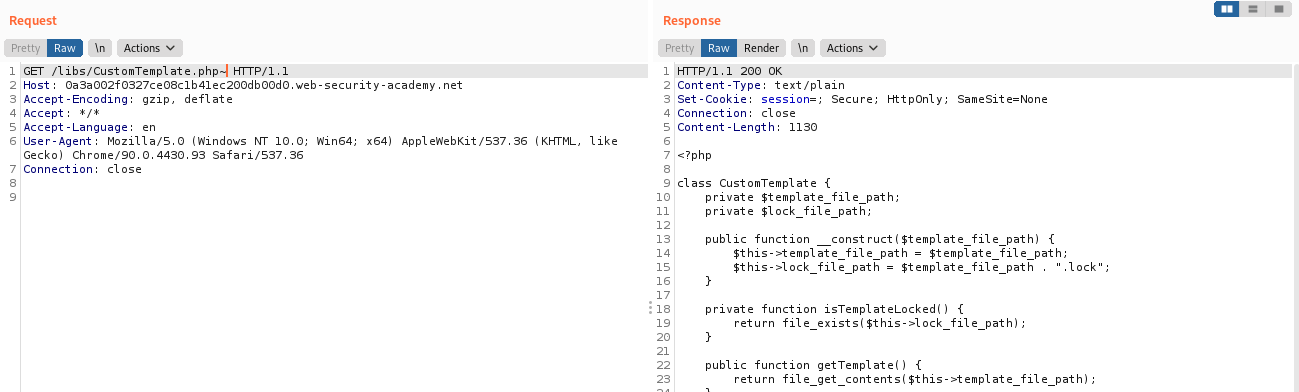 Request
Pretty Raw \n Actions
1 GET /libs/CustomTemplate.php~ HTTP/1.1
2 Host: 0a3a002f0327ce08c1b41ec200db00d0.web-security-academy.net
3 Accept-Encoding: gzip, deflate
4 Accept: */*
5 Accept-Language: en
6 User-Agent: Mozilla/5.0 (Windows NT 10.0; Win64; x64) AppleWebKit/537.36 (KHTML, like
Gecko) Chrome/90.0.4430.93 Safari/537.36
7 Connection: close
8
9
Response
Pretty Raw Render \n Actions
1 HTTP/1.1 200 OK
2 Content-Type: text/plain
3 Set-Cookie: session=; Secure; HttpOnly; SameSite=None
4 Connection: close
5 Content-Length: 1130
6
7 <?php
8
9 class CustomTemplate {
10 private $template_file_path;
11 private $lock_file_path;
12
13 public function __construct($template_file_path) {
14 $this->template_file_path = $template_file_path;
15 $this->lock_file_path = $template_file_path . ".lock";
16 }
17
18 private function isTemplateLocked() {
19 return file_exists($this->lock_file_path);
20 }
21
22 public function getTemplate() {
23 return file_get_contents($this->template_file_path);